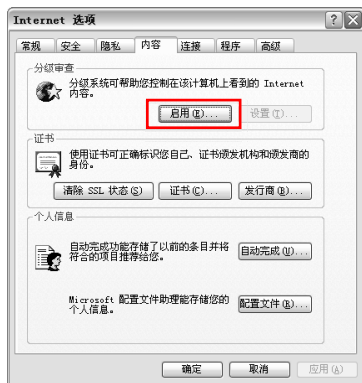 Internet 选项
常规 安全 隐私 内容 连接 程序 高级
分级审查
分级系统可帮助您控制在该计算机上看到的 Internet
内容。
启用(E)... 设置(T)...
证书
使用证书可正确标识您自己、证书颁发机构和颁发商的
身份。
清除 SSL 状态(S) 证书(C)... 发行商(B)...
个人信息
自动完成功能存储了以前的条目并将
符合的项目推荐给您。
自动完成(U)...
Microsoft 配置文件助理能存储您的
个人信息。
配置文件(R)...
确定 取消 应用(A)